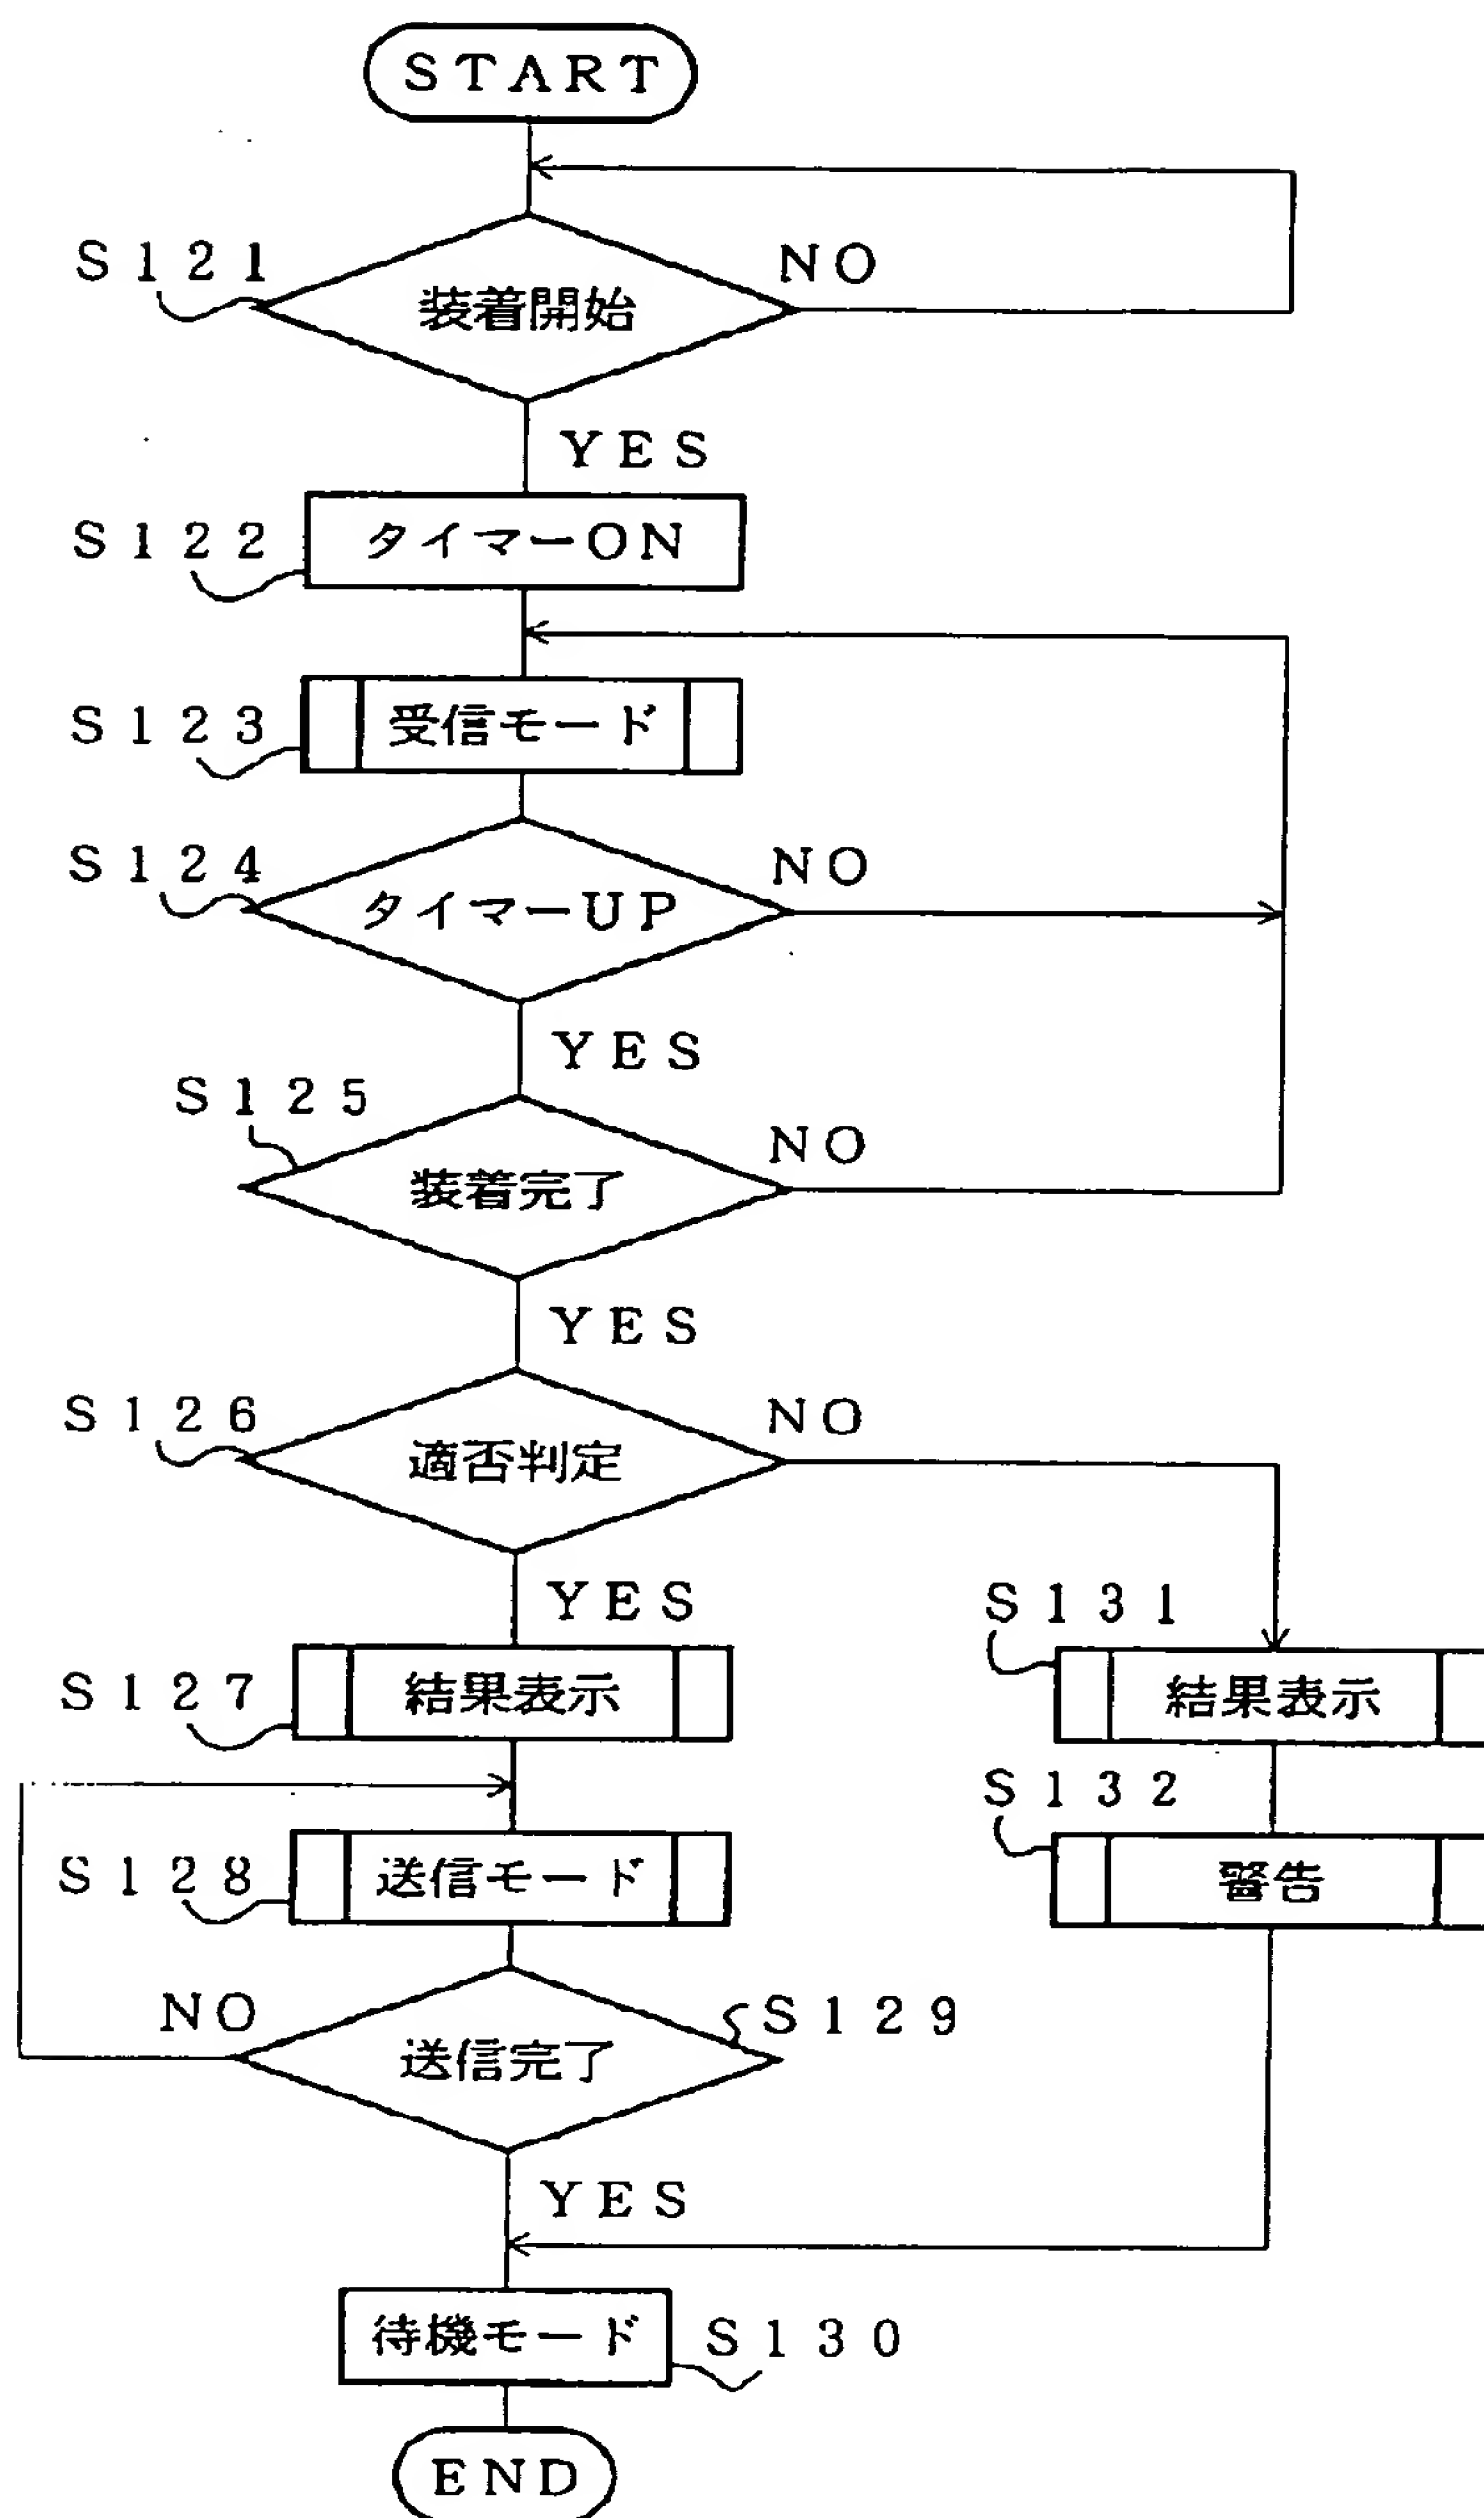 START
S121
装着開始
NO
YES
S122
タイマーON
S123
受信モード
S124
タイマーUP
NO
YES
S125
装着完了
NO
YES
S126
適否判定
NO
YES
S127
結果表示
S131
結果表示
S128
送信モード
S132
警告
NO
送信完了
S129
YES
待機モード
S130
END